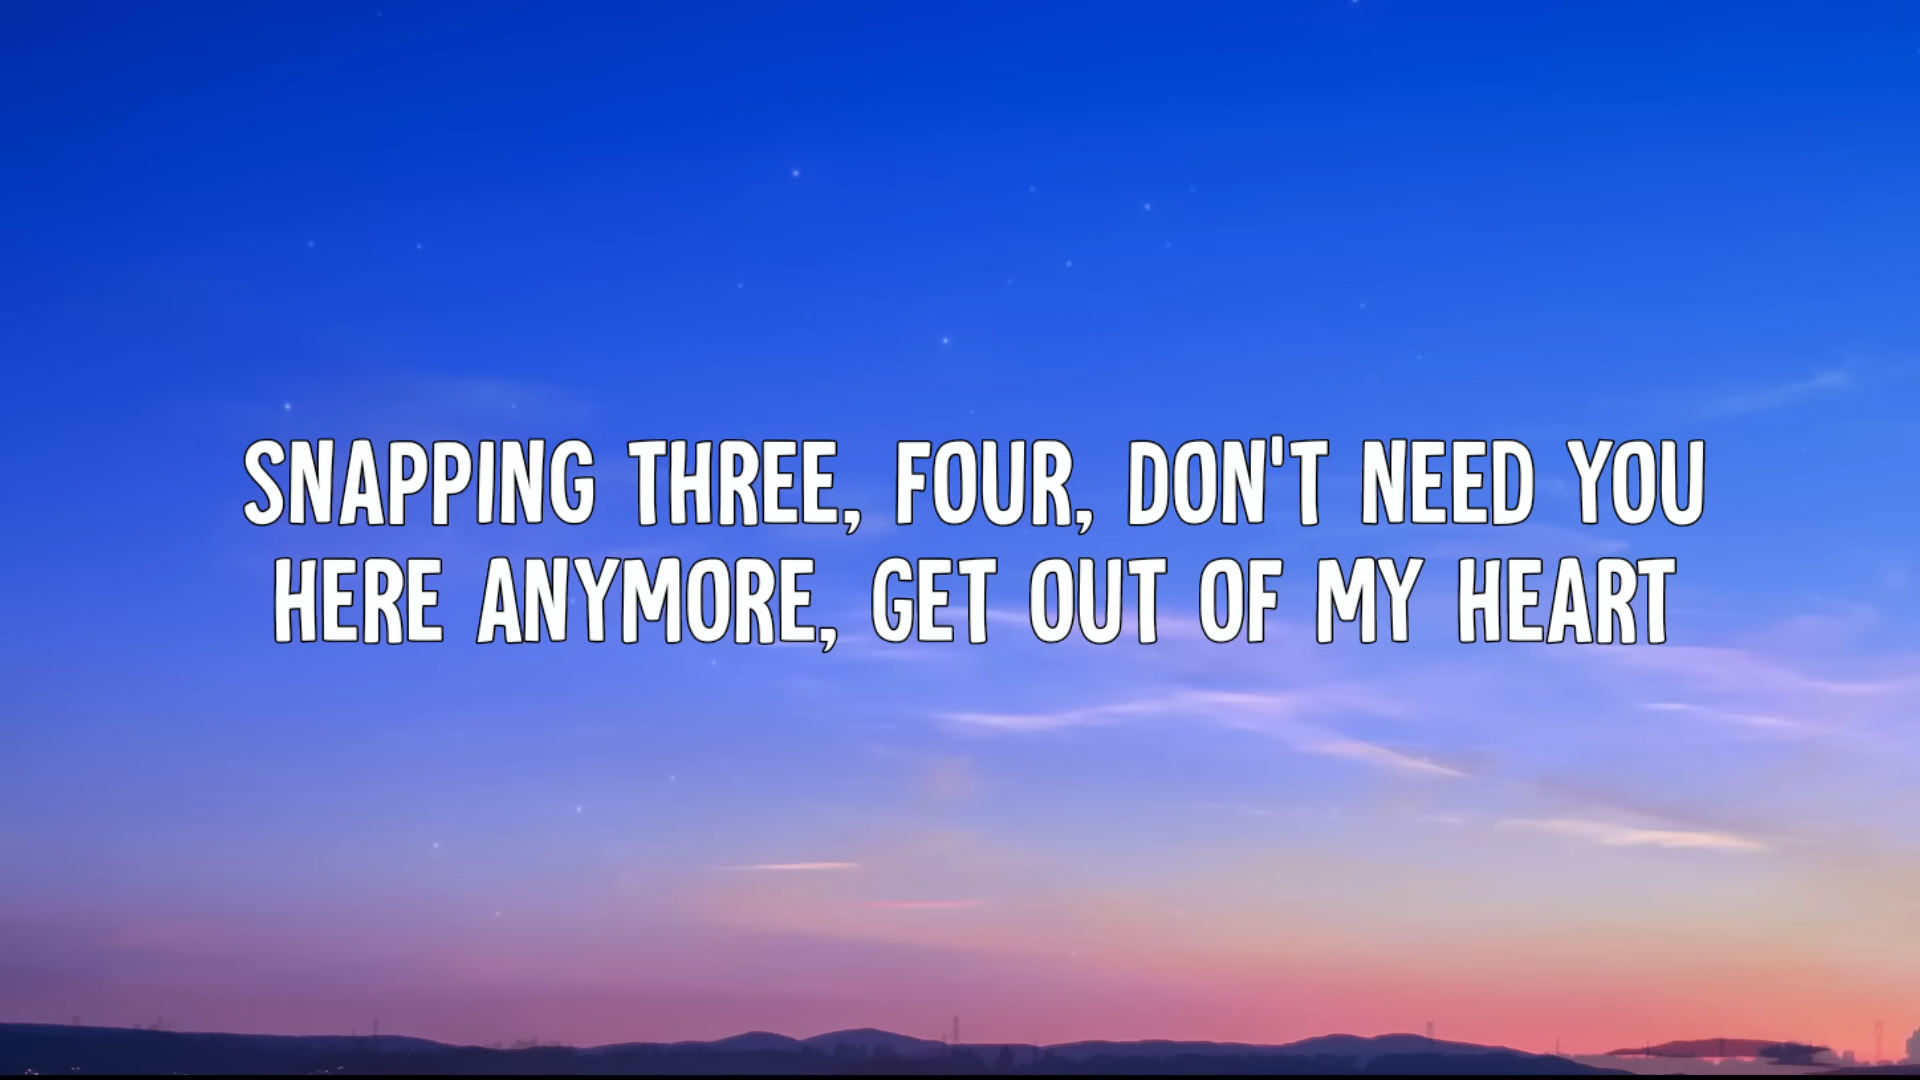 SNAPPING THREE, FOUR, DON'T NEED YOU
HERE ANYMORE, GET OUT OF MY HEART